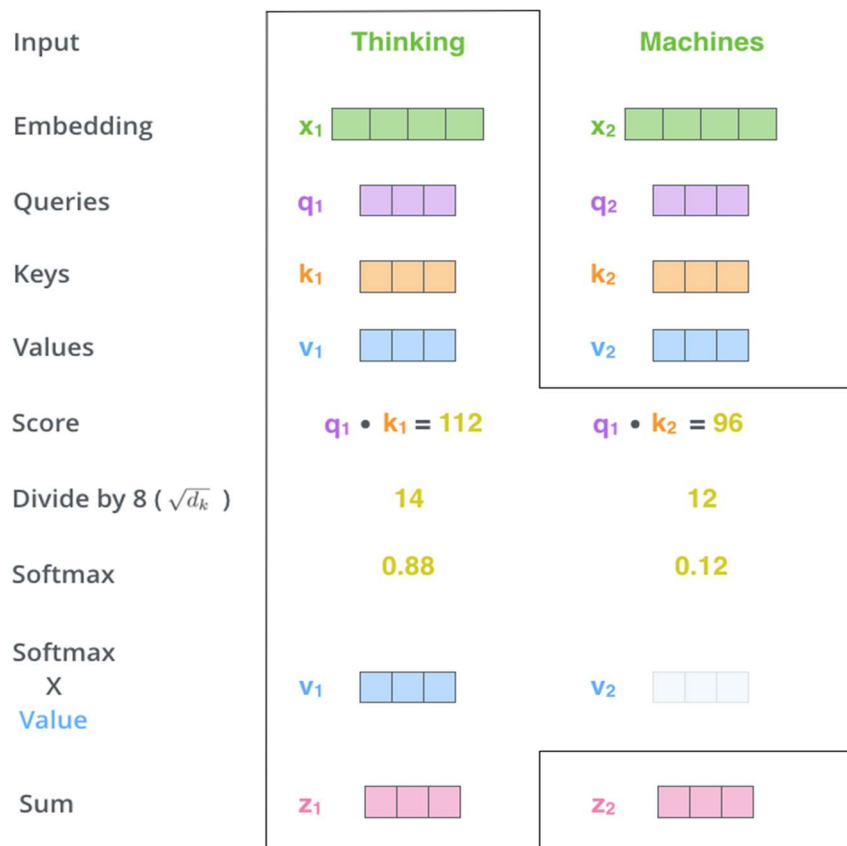 Input Thinking Machines
Embedding x₁ x₂
Queries q₁ q₂
Keys k₁ k₂
Values v₁ v₂
Score q₁ • k₁ = 112 q₁ • k₂ = 96
Divide by 8 ( √dₖ ) 14 12
Softmax 0.88 0.12
Softmax
X
Value v₁ v₂
Sum z₁ z₂